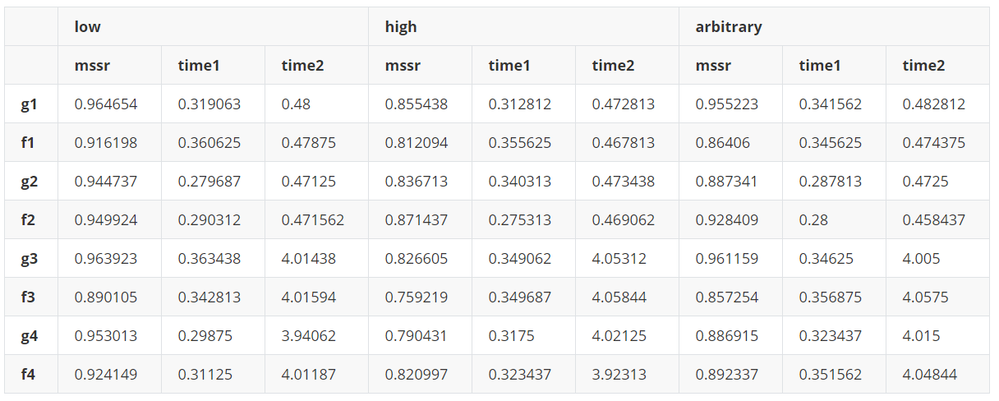 low high arbitrary
mssr time1 time2 mssr time1 time2 mssr time1 time2
g1 0.964654 0.319063 0.48 0.855438 0.312812 0.472813 0.955223 0.341562 0.482812
f1 0.916198 0.360625 0.47875 0.812094 0.355625 0.467813 0.86406 0.345625 0.474375
g2 0.944737 0.279687 0.47125 0.836713 0.340313 0.473438 0.887341 0.287813 0.4725
f2 0.949924 0.290312 0.471562 0.871437 0.275313 0.469062 0.928409 0.28 0.458437
g3 0.963923 0.363438 4.01438 0.826605 0.349062 4.05312 0.961159 0.34625 4.005
f3 0.890105 0.342813 4.01594 0.759219 0.349687 4.05844 0.857254 0.356875 4.0575
g4 0.953013 0.29875 3.94062 0.790431 0.3175 4.02125 0.886915 0.323437 4.015
f4 0.924149 0.31125 4.01187 0.820997 0.323437 3.92313 0.892337 0.351562 4.04844